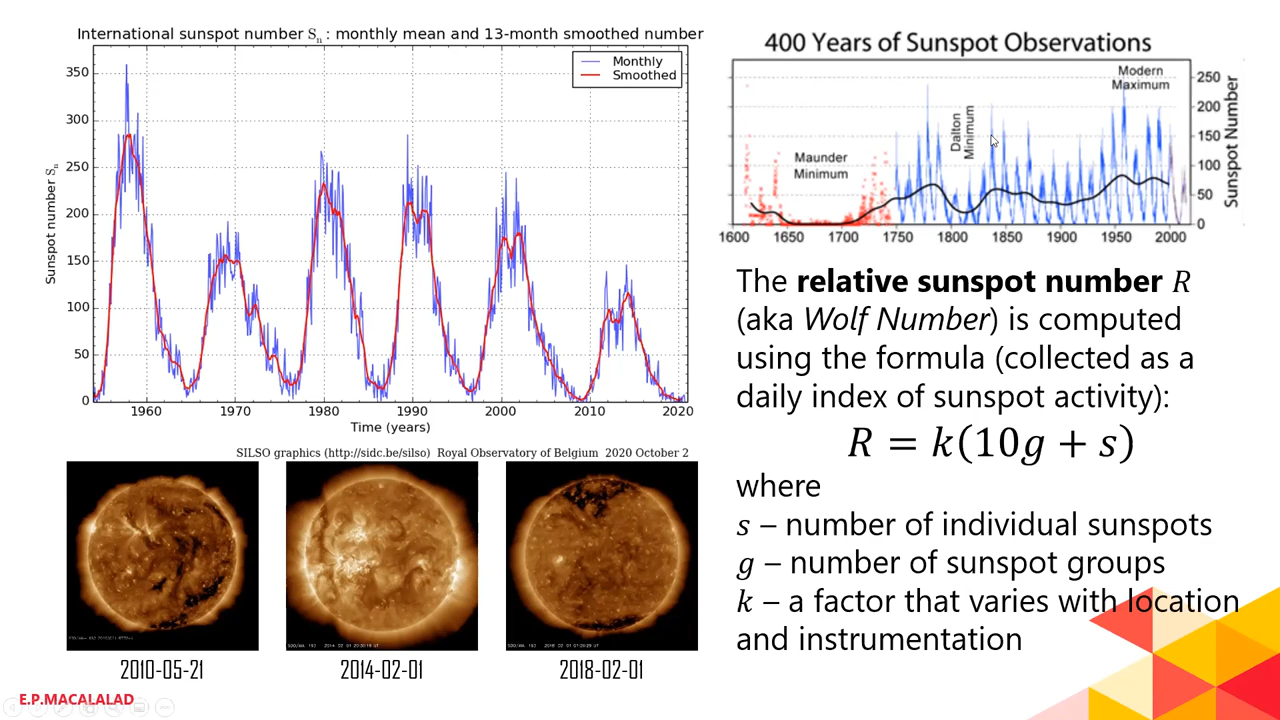 International sunspot number Sn : monthly mean and 13-month smoothed number
Monthly
Smoothed
Sunspot number Sn
350
300
250
200
150
100
50
0
1960 1970 1980 1990 2000 2010 2020
Time (years)
SILSO graphics (http://sidc.be/silso) Royal Observatory of Belgium 2020 October 2
2010-05-21
2014-02-01
2018-02-01
E.P.MACALALAD
400 Years of Sunspot Observations
Modern
Maximum
Dalton
Minimum
Maunder
Minimum
250
200
150
100
50
0
Sunspot Number
1600 1650 1700 1750 1800 1850 1900 1950 2000
The relative sunspot number R
(aka Wolf Number) is computed
using the formula (collected as a
daily index of sunspot activity):
R = k(10g + s)
where
s – number of individual sunspots
g – number of sunspot groups
k – a factor that varies with location
and instrumentation